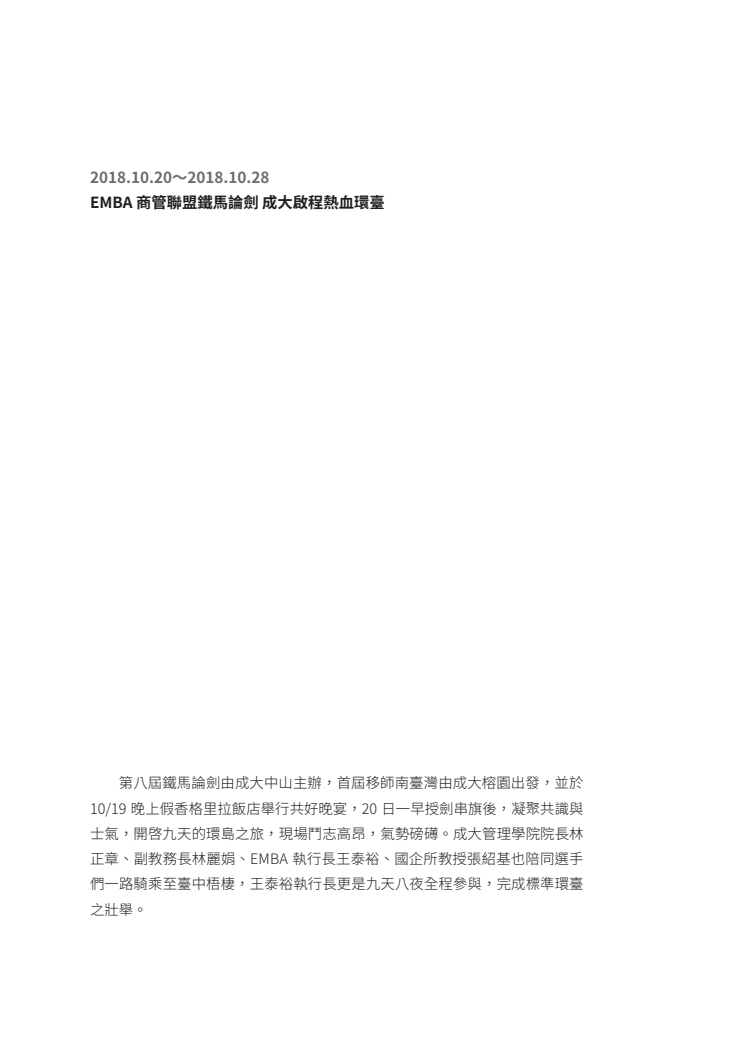 2018.10.20～2018.10.28
EMBA 商管聯盟鐵馬論劍 成大啟程熱血環臺
第八屆鐵馬論劍由成大中山主辦，首屆移師南臺灣由成大榕園出發，並於
10/19 晚上假香格里拉飯店舉行共好晚宴，20 日一早授劍串旗後，凝聚共識與
士氣，開啓九天的環島之旅，現場鬥志高昂，氣勢磅礡。成大管理學院院長林
正章、副教務長林麗娟、EMBA 執行長王泰裕、國企所教授張紹基也陪同選手
們一路騎乘至臺中梧棲，王泰裕執行長更是九天八夜全程參與，完成標準環臺
之壯舉。